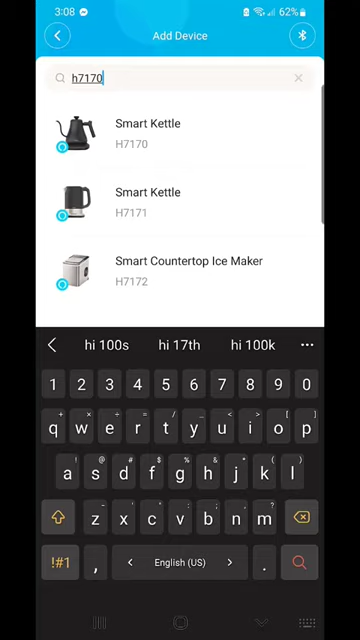 3:08 62%
Add Device
h7170
Smart Kettle
H7170
Smart Kettle
H7171
Smart Countertop Ice Maker
H7172
hi 100s hi 17th hi 100k
1 2 3 4 5 6 7 8 9 0
q w e r t y u i o p
a s d f g h j k l
z x c v b n m
!#1 , English (US) .